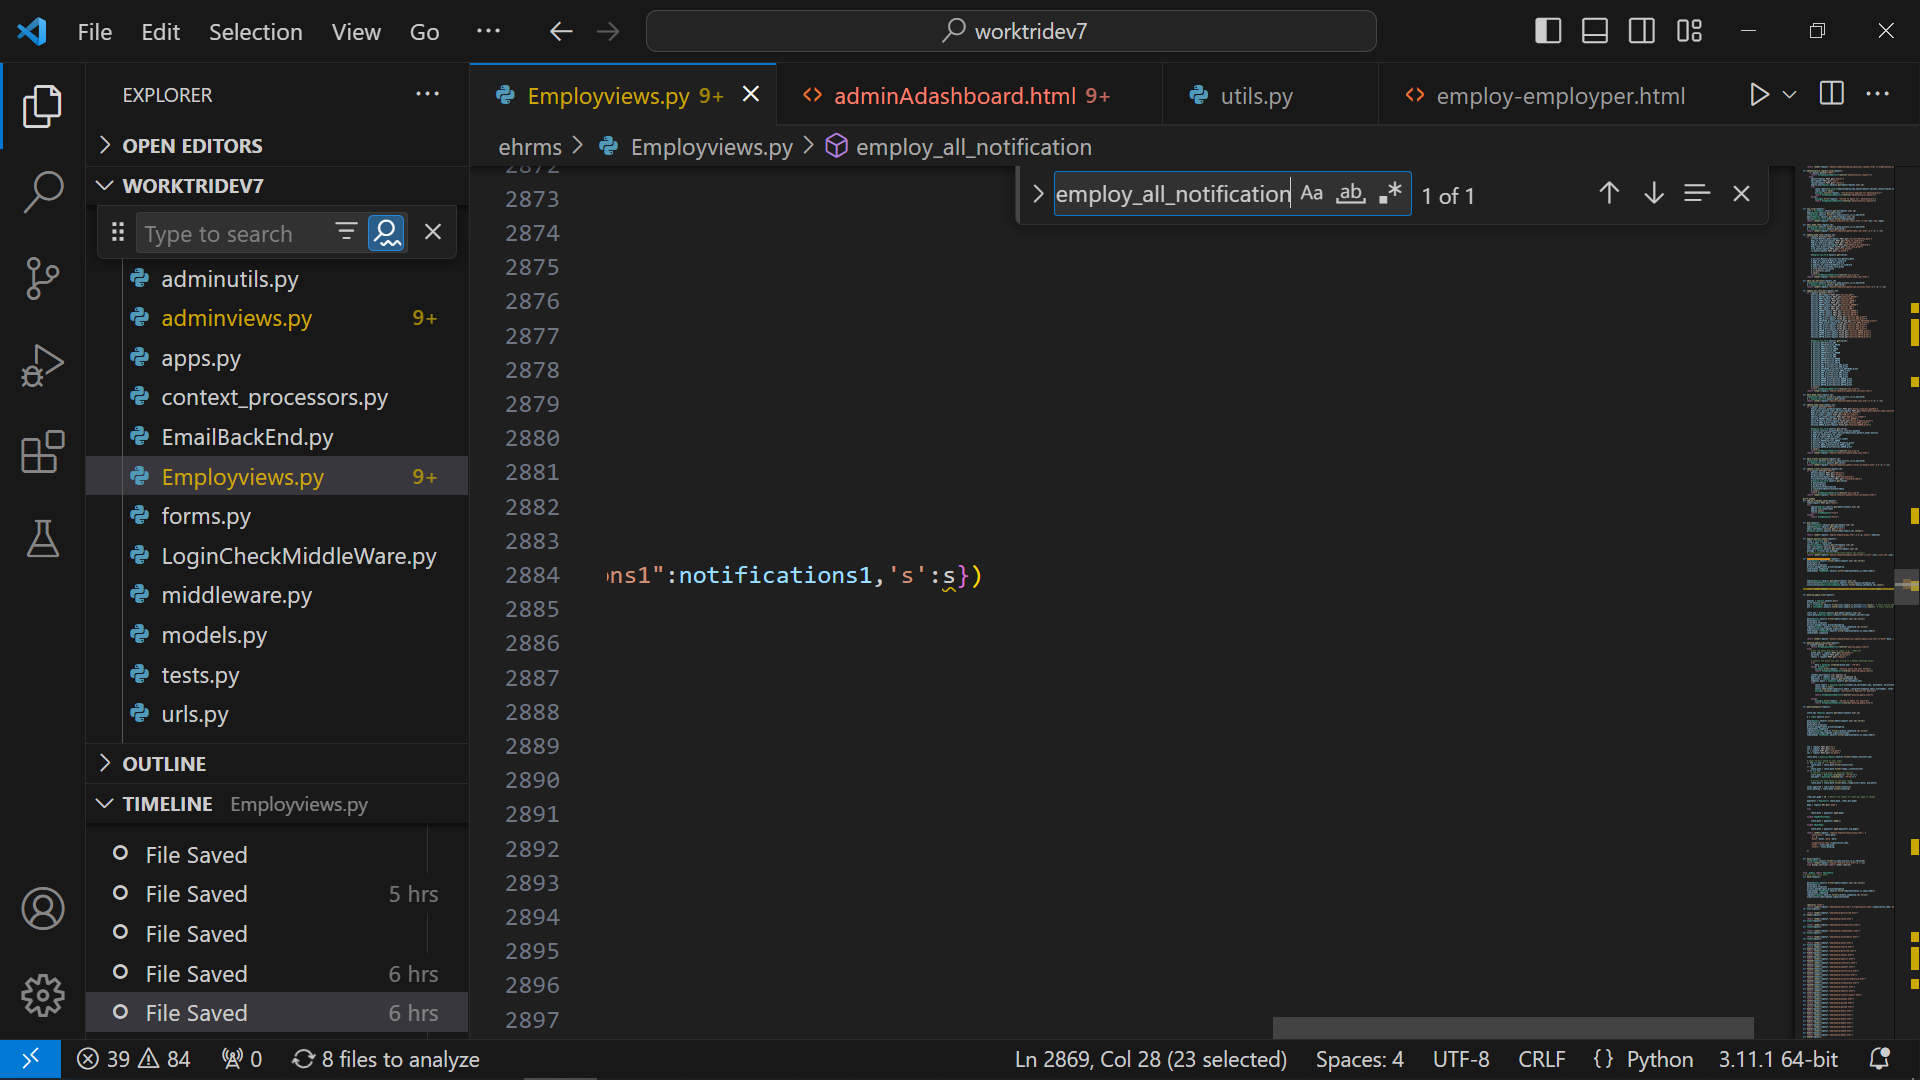 File Edit Selection View Go ··· worktridev7
EXPLORER
OPEN EDITORS
WORKTRIDEV7
Type to search
adminutils.py
adminviews.py 9+
apps.py
context_processors.py
EmailBackEnd.py
Employviews.py 9+
forms.py
LoginCheckMiddleWare.py
middleware.py
models.py
tests.py
urls.py
OUTLINE
TIMELINE Employviews.py
File Saved
File Saved 5 hrs
File Saved
File Saved 6 hrs
File Saved 6 hrs
Employviews.py 9+ adminAdashboard.html 9+ utils.py employ-employper.html
ehrms > Employviews.py > employ_all_notification
employ_all_notification Aa ab .* 1 of 1
2872
2873
2874
2875
2876
2877
2878
2879
2880
2881
2882
2883
2884 ns1":notifications1,'s':s})
2885
2886
2887
2888
2889
2890
2891
2892
2893
2894
2895
2896
2897
39 84 0 8 files to analyze Ln 2869, Col 28 (23 selected) Spaces: 4 UTF-8 CRLF {} Python 3.11.1 64-bit